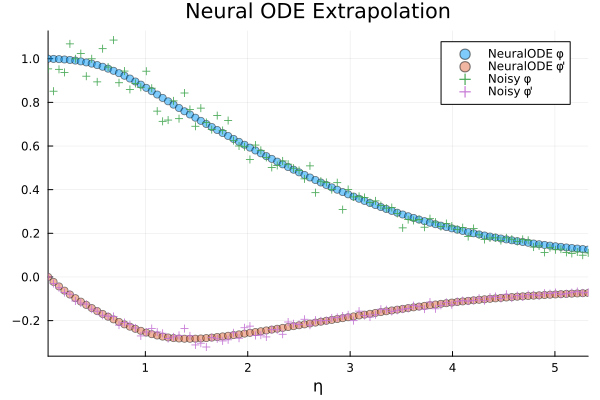 Neural ODE Extrapolation
NeuralODE φ
NeuralODE φ'
Noisy φ
Noisy φ'
1.0
0.8
0.6
0.4
0.2
0.0
−0.2
1 2 3 4 5
η